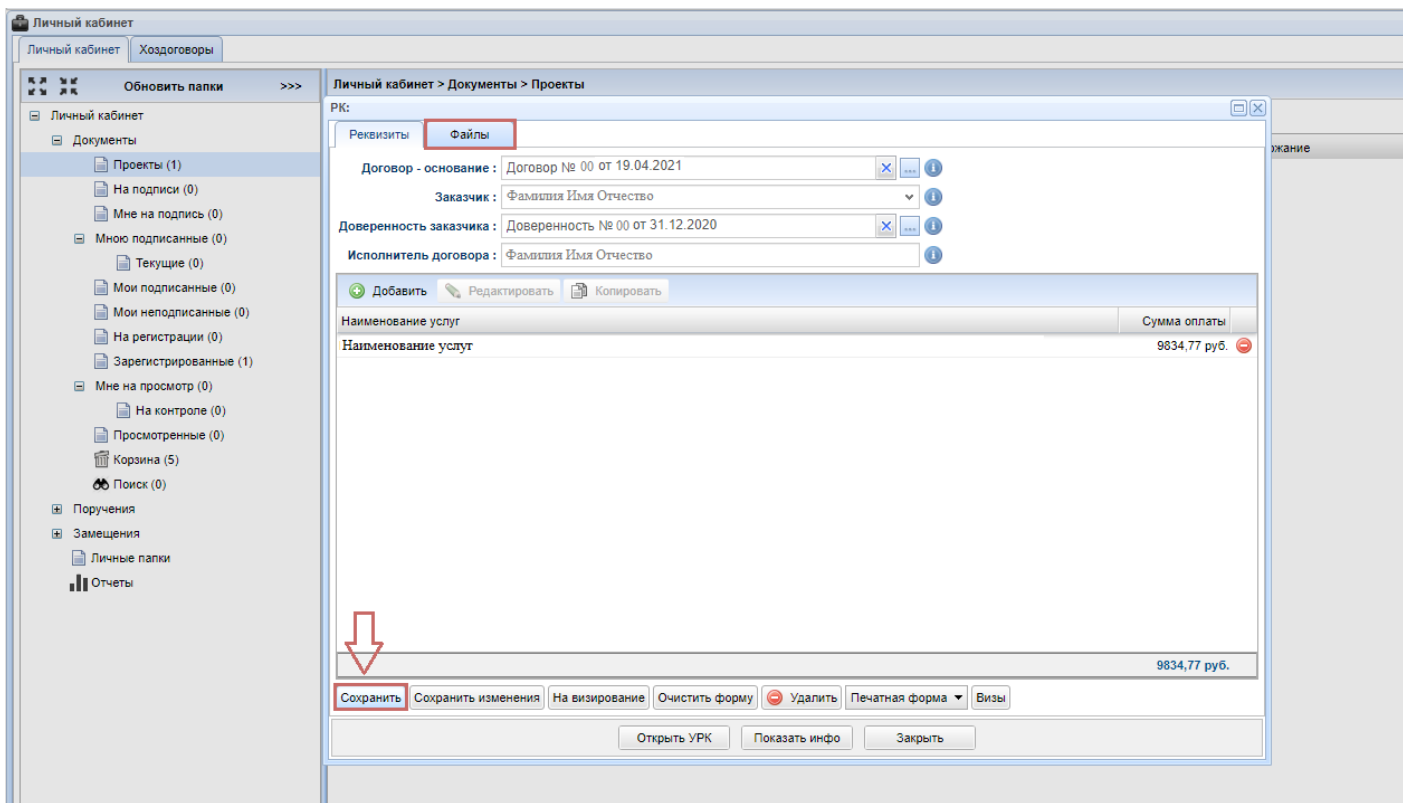 Личный кабинет
Личный кабинет Хоздоговоры
Обновить папки >>>
Личный кабинет
Документы
Проекты (1)
На подписи (0)
Мне на подпись (0)
Мною подписанные (0)
Текущие (0)
Мои подписанные (0)
Мои неподписанные (0)
На регистрации (0)
Зарегистрированные (1)
Мне на просмотр (0)
На контроле (0)
Просмотренные (0)
Корзина (5)
Поиск (0)
Поручения
Замещения
Личные папки
Отчеты
Личный кабинет > Документы > Проекты
РК:
Реквизиты Файлы
Договор - основание : Договор № 00 от 19.04.2021 ...
Заказчик : Фамилия Имя Отчество
Доверенность заказчика : Доверенность № 00 от 31.12.2020 ...
Исполнитель договора : Фамилия Имя Отчество
Добавить Редактировать Копировать
Наименование услуг Сумма оплаты
Наименование услуг 9834,77 руб.
9834,77 руб.
Сохранить Сохранить изменения На визирование Очистить форму Удалить Печатная форма Визы
Открыть УРК Показать инфо Закрыть
жание